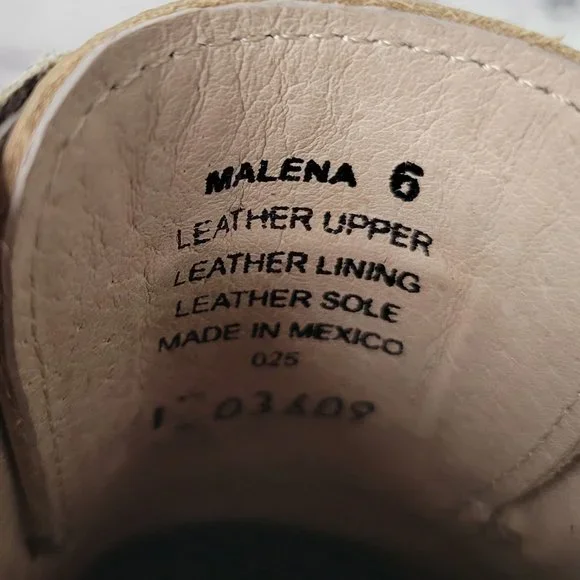 MALENA 6
LEATHER UPPER
LEATHER LINING
LEATHER SOLE
MADE IN MEXICO
025